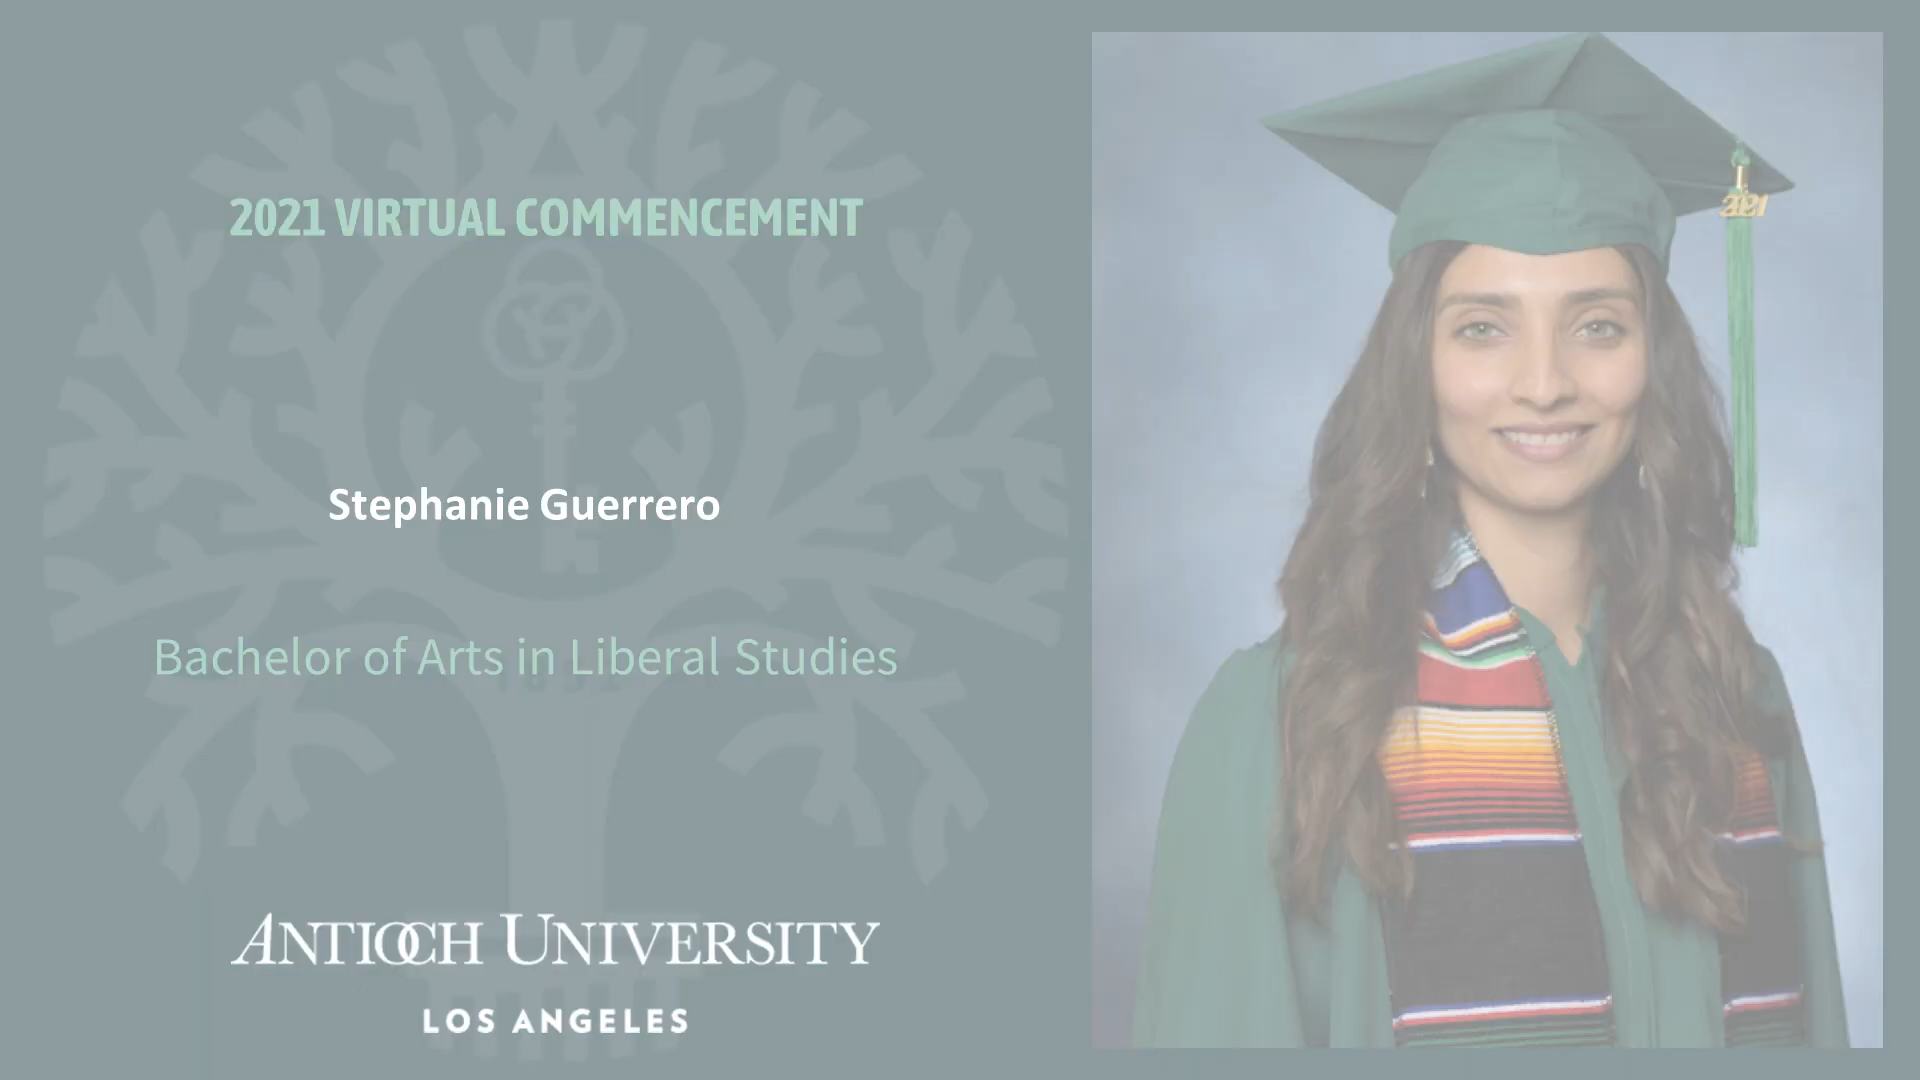 2021 VIRTUAL COMMENCEMENT
Stephanie Guerrero
Bachelor of Arts in Liberal Studies
ANTIOCH UNIVERSITY
LOS ANGELES
2021